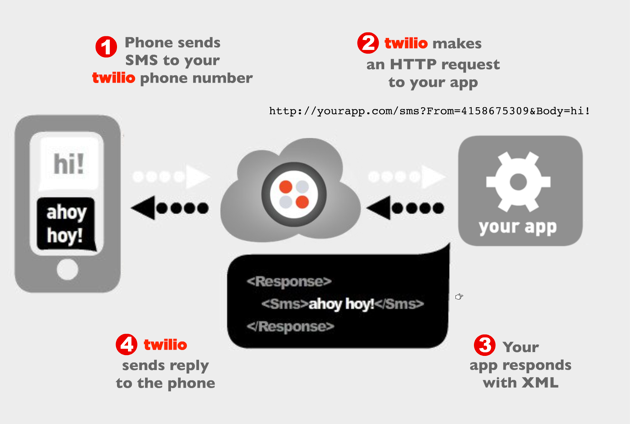 1 Phone sends
SMS to your
twilio phone number
2 twilio makes
an HTTP request
to your app
http://yourapp.com/sms?From=4158675309&Body=hi!
hi!
ahoy
hoy!
your app
<Response>
<Sms>ahoy hoy!</Sms>
</Response>
3 Your
app responds
with XML
4 twilio
sends reply
to the phone